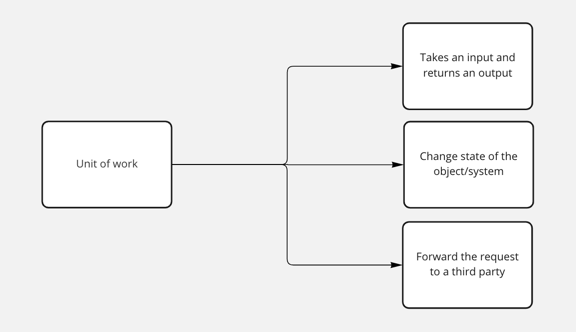 Unit of work
Takes an input and
returns an output
Change state of the
object/system
Forward the request
to a third party